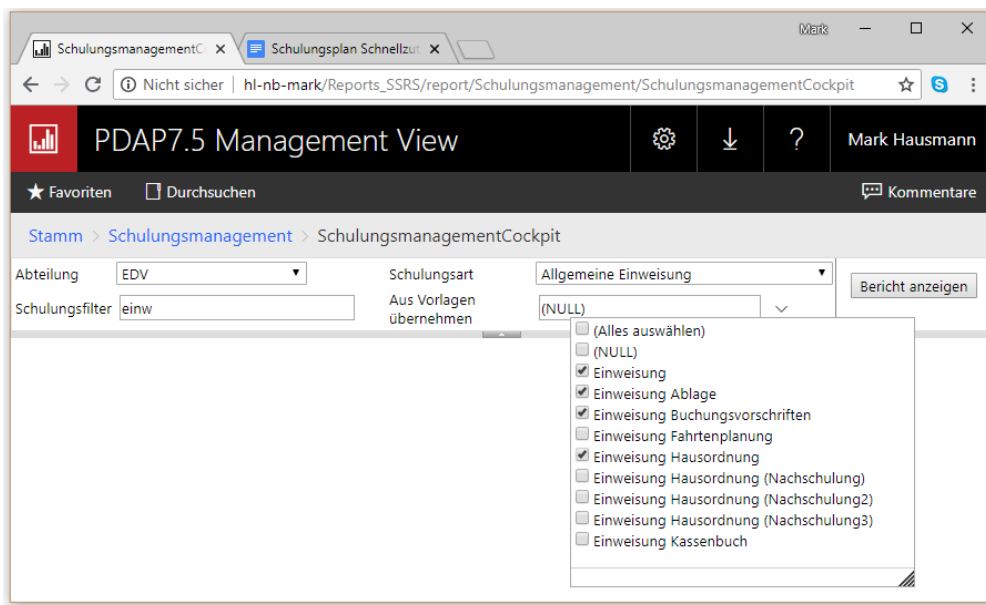 Mark
SchulungsmanagementC
Schulungsplan Schnellzut
Nicht sicher | hl-nb-mark/Reports_SSRS/report/Schulungsmanagement/SchulungsmanagementCockpit
PDAP7.5 Management View
Mark Hausmann
Favoriten Durchsuchen Kommentare
Stamm > Schulungsmanagement > SchulungsmanagementCockpit
Abteilung EDV Schulungsart Allgemeine Einweisung
Bericht anzeigen
Schulungsfilter einw Aus Vorlagen
übernehmen (NULL)
(Alles auswählen)
(NULL)
Einweisung
Einweisung Ablage
Einweisung Buchungsvorschriften
Einweisung Fahrtenplanung
Einweisung Hausordnung
Einweisung Hausordnung (Nachschulung)
Einweisung Hausordnung (Nachschulung2)
Einweisung Hausordnung (Nachschulung3)
Einweisung Kassenbuch